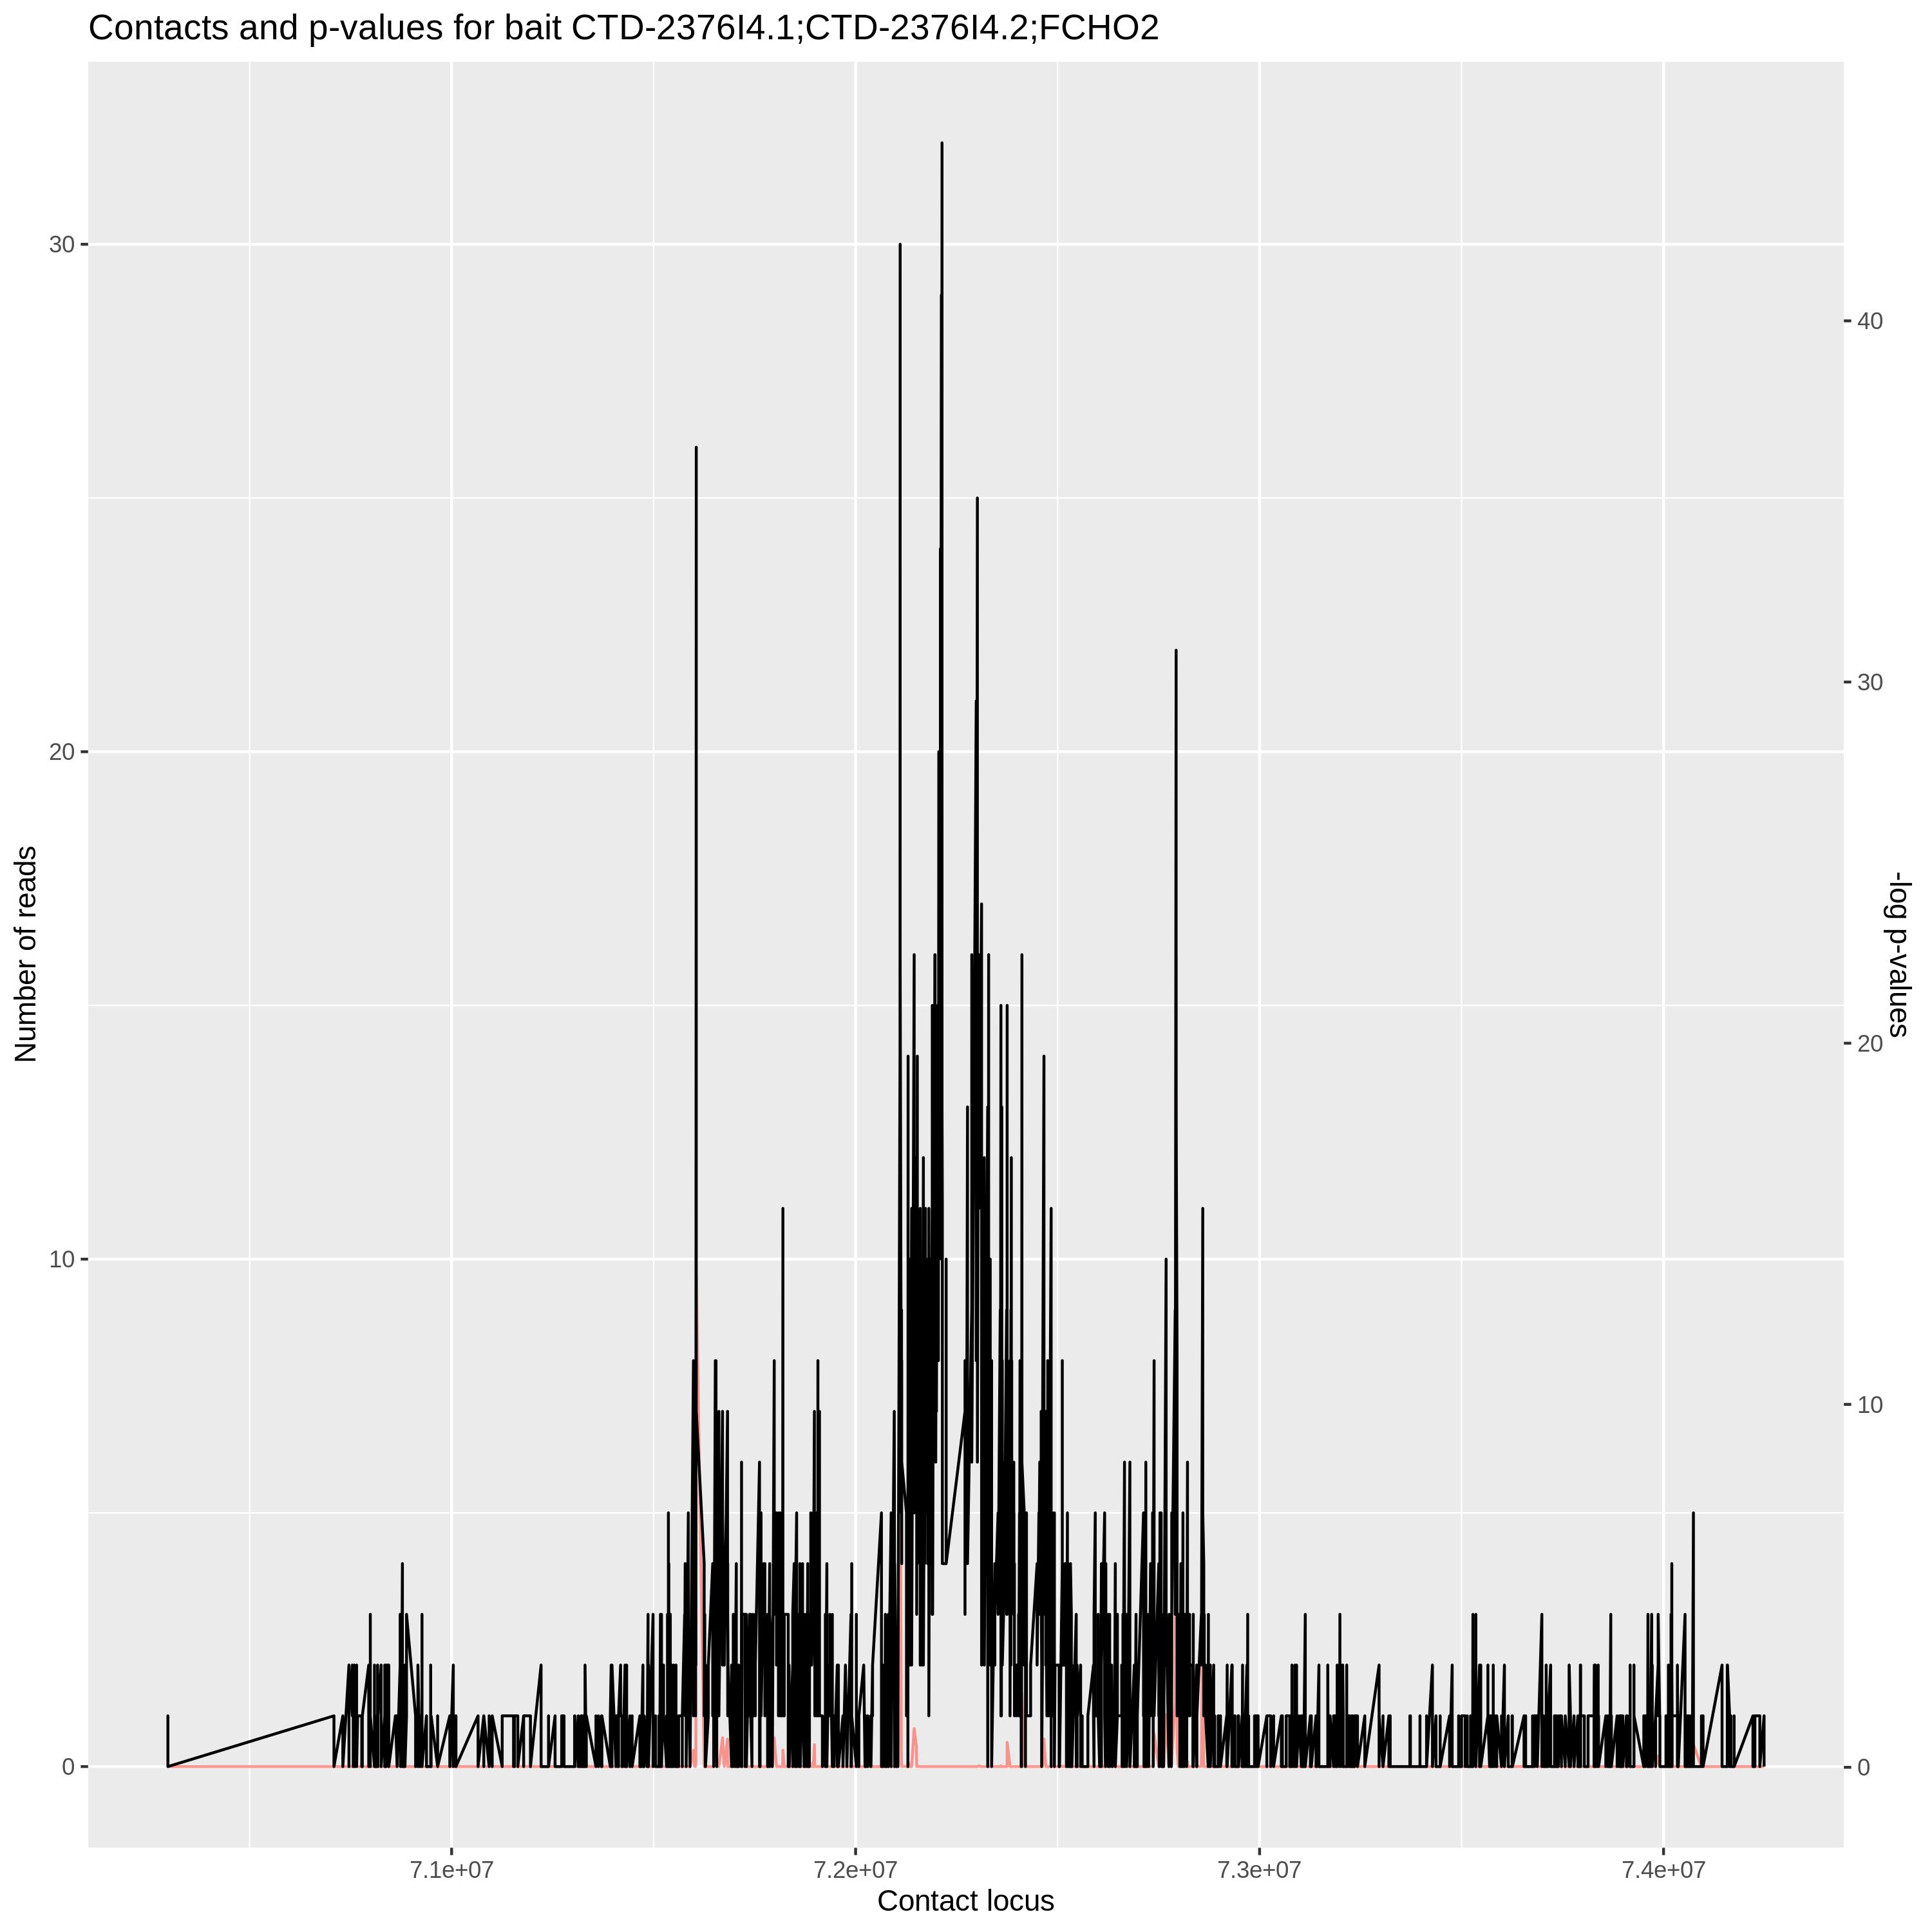 Contacts and p-values for bait CTD-2376I4.1;CTD-2376I4.2;FCHO2
Number of reads
30
20
10
0
40
30
20
10
0
-log p-values
7.1e+07
7.2e+07
7.3e+07
7.4e+07
Contact locus